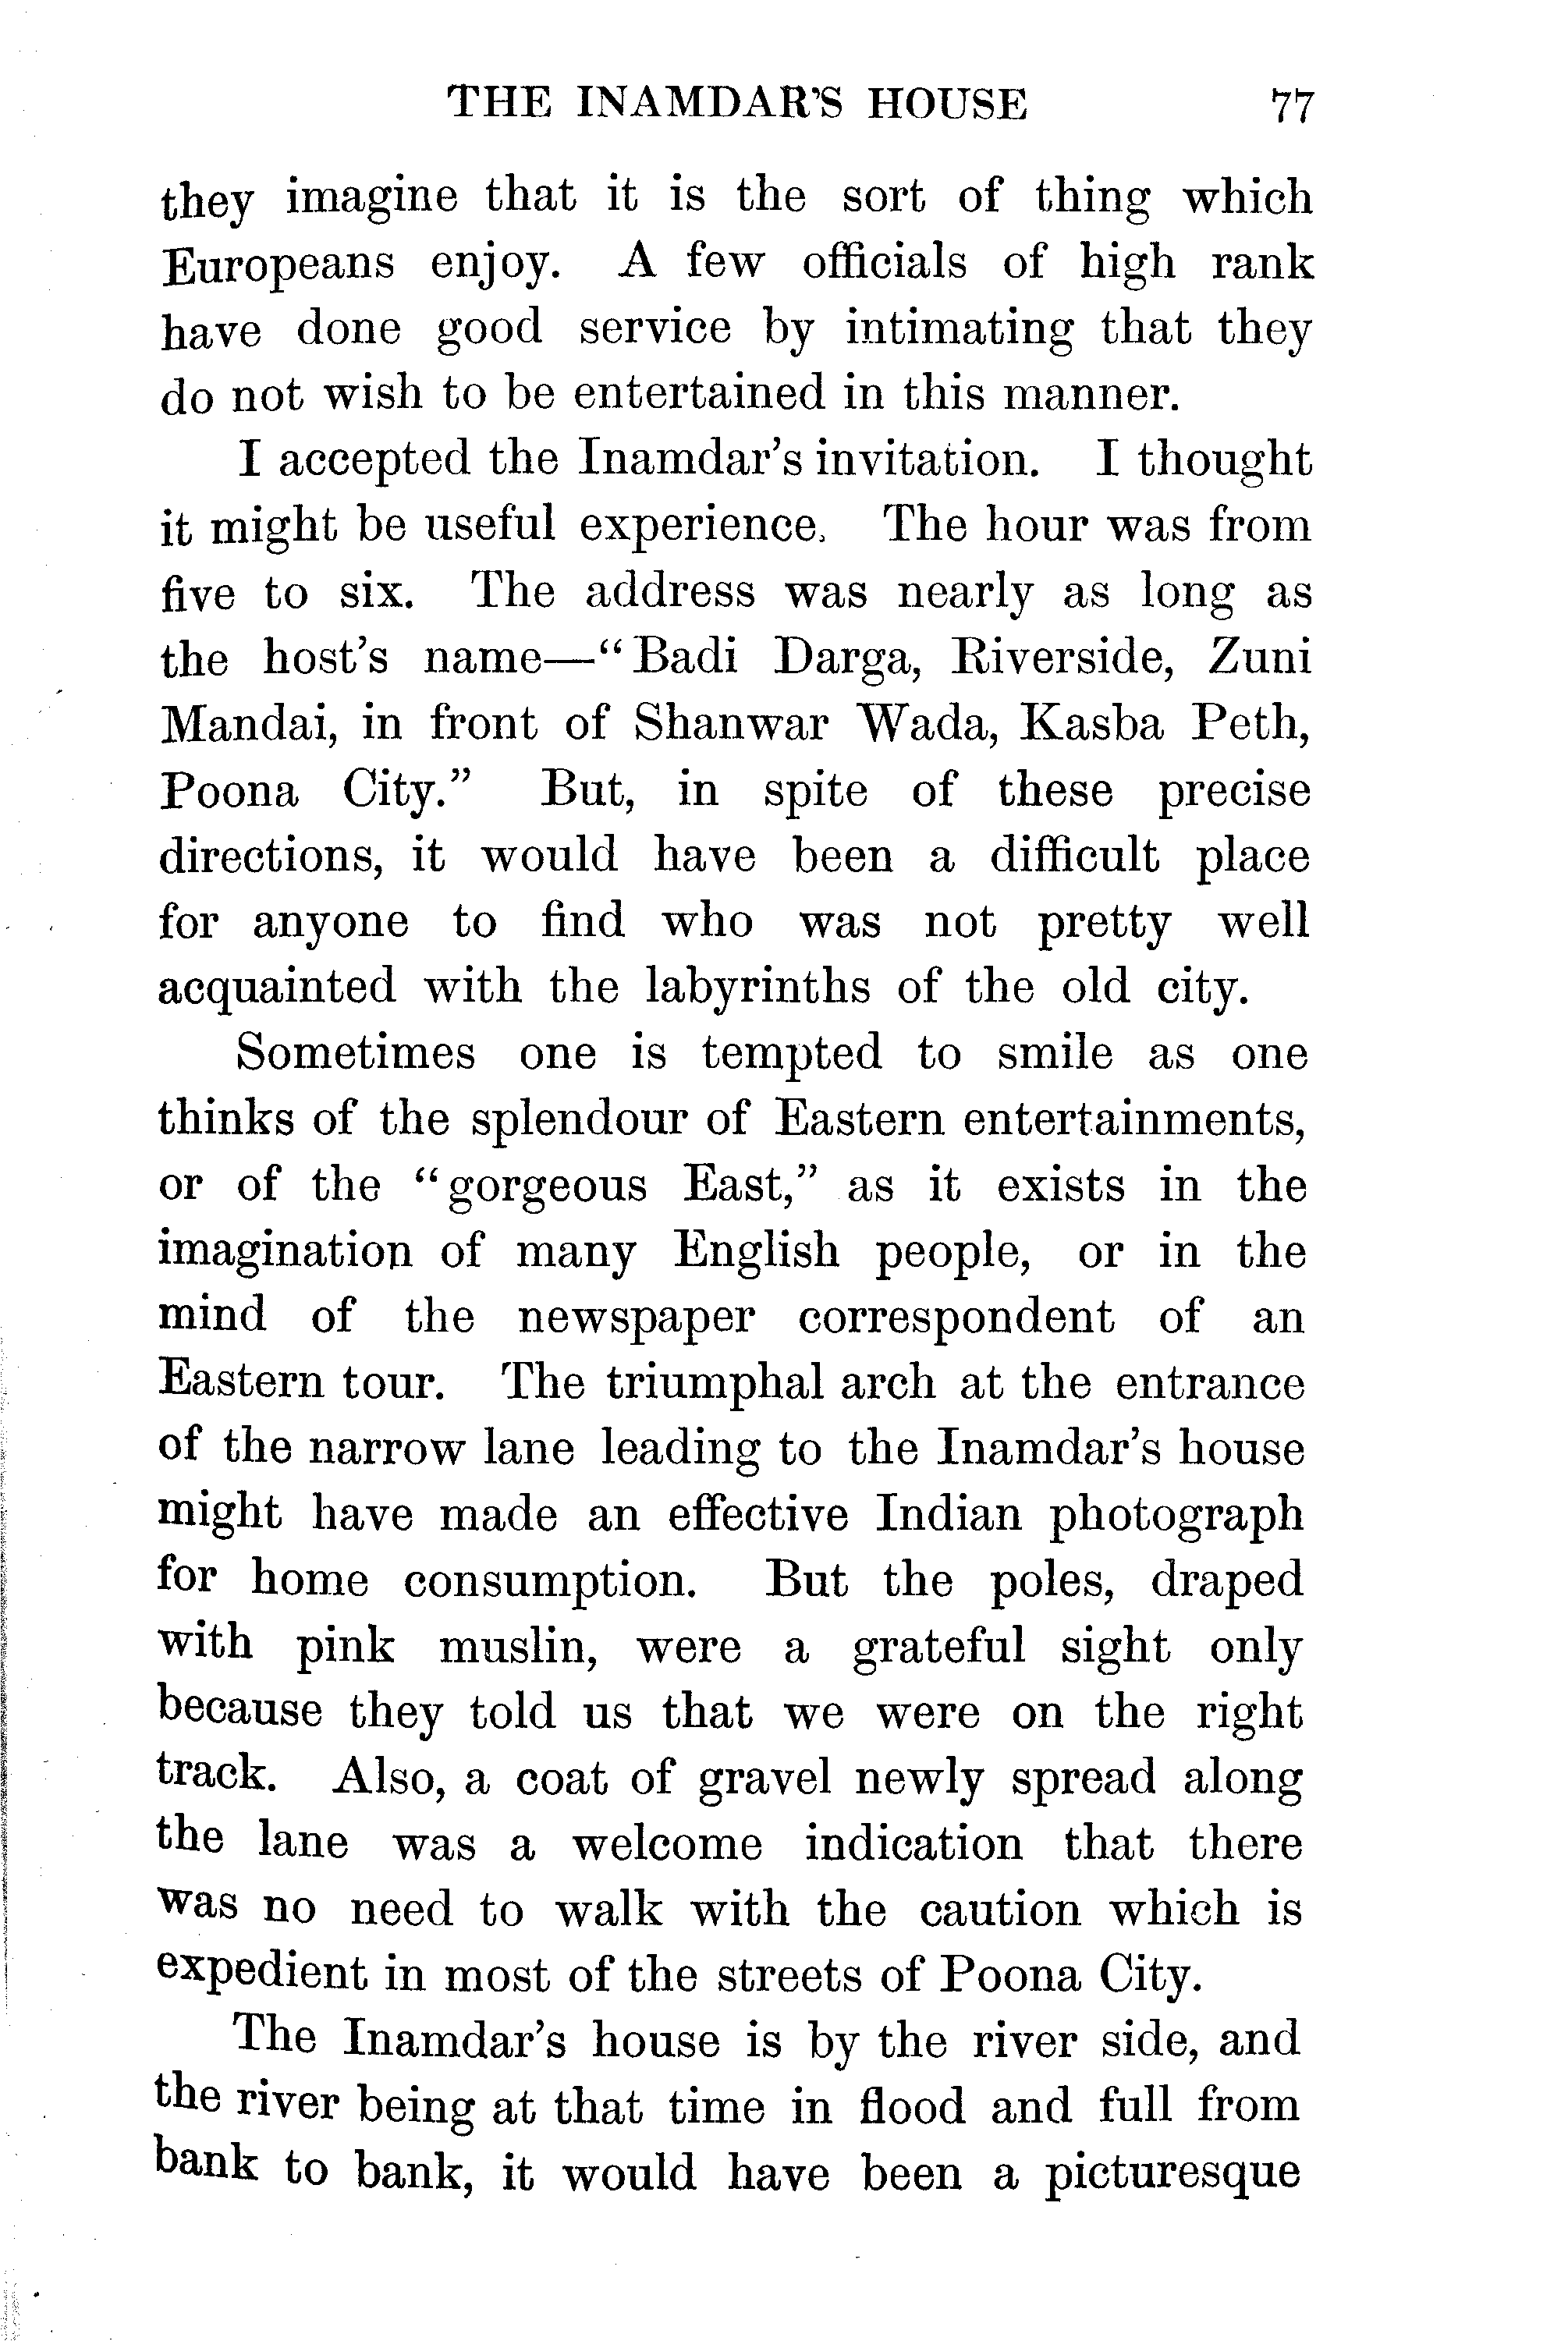 THE INAMDAR'S HOUSE 77
they imagine that it is the sort of thing which
Europeans enjoy. A few officials of high rank
have done good service by intimating that they
do not wish to be entertained in this manner.
I accepted the Inamdar's invitation. I thought
it might be useful experience. The hour was from
five to six. The address was nearly as long as
the host's name—"Badi Darga, Riverside, Zuni
Mandai, in front of Shanwar Wada, Kasba Peth,
Poona City." But, in spite of these precise
directions, it would have been a difficult place
for anyone to find who was not pretty well
acquainted with the labyrinths of the old city.
Sometimes one is tempted to smile as one
thinks of the splendour of Eastern entertainments,
or of the "gorgeous East," as it exists in the
imagination of many English people, or in the
mind of the newspaper correspondent of an
Eastern tour. The triumphal arch at the entrance
of the narrow lane leading to the Inamdar's house
might have made an effective Indian photograph
for home consumption. But the poles, draped
with pink muslin, were a grateful sight only
because they told us that we were on the right
track. Also, a coat of gravel newly spread along
the lane was a welcome indication that there
was no need to walk with the caution which is
expedient in most of the streets of Poona City.
The Inamdar's house is by the river side, and
the river being at that time in flood and full from
bank to bank, it would have been a picturesque